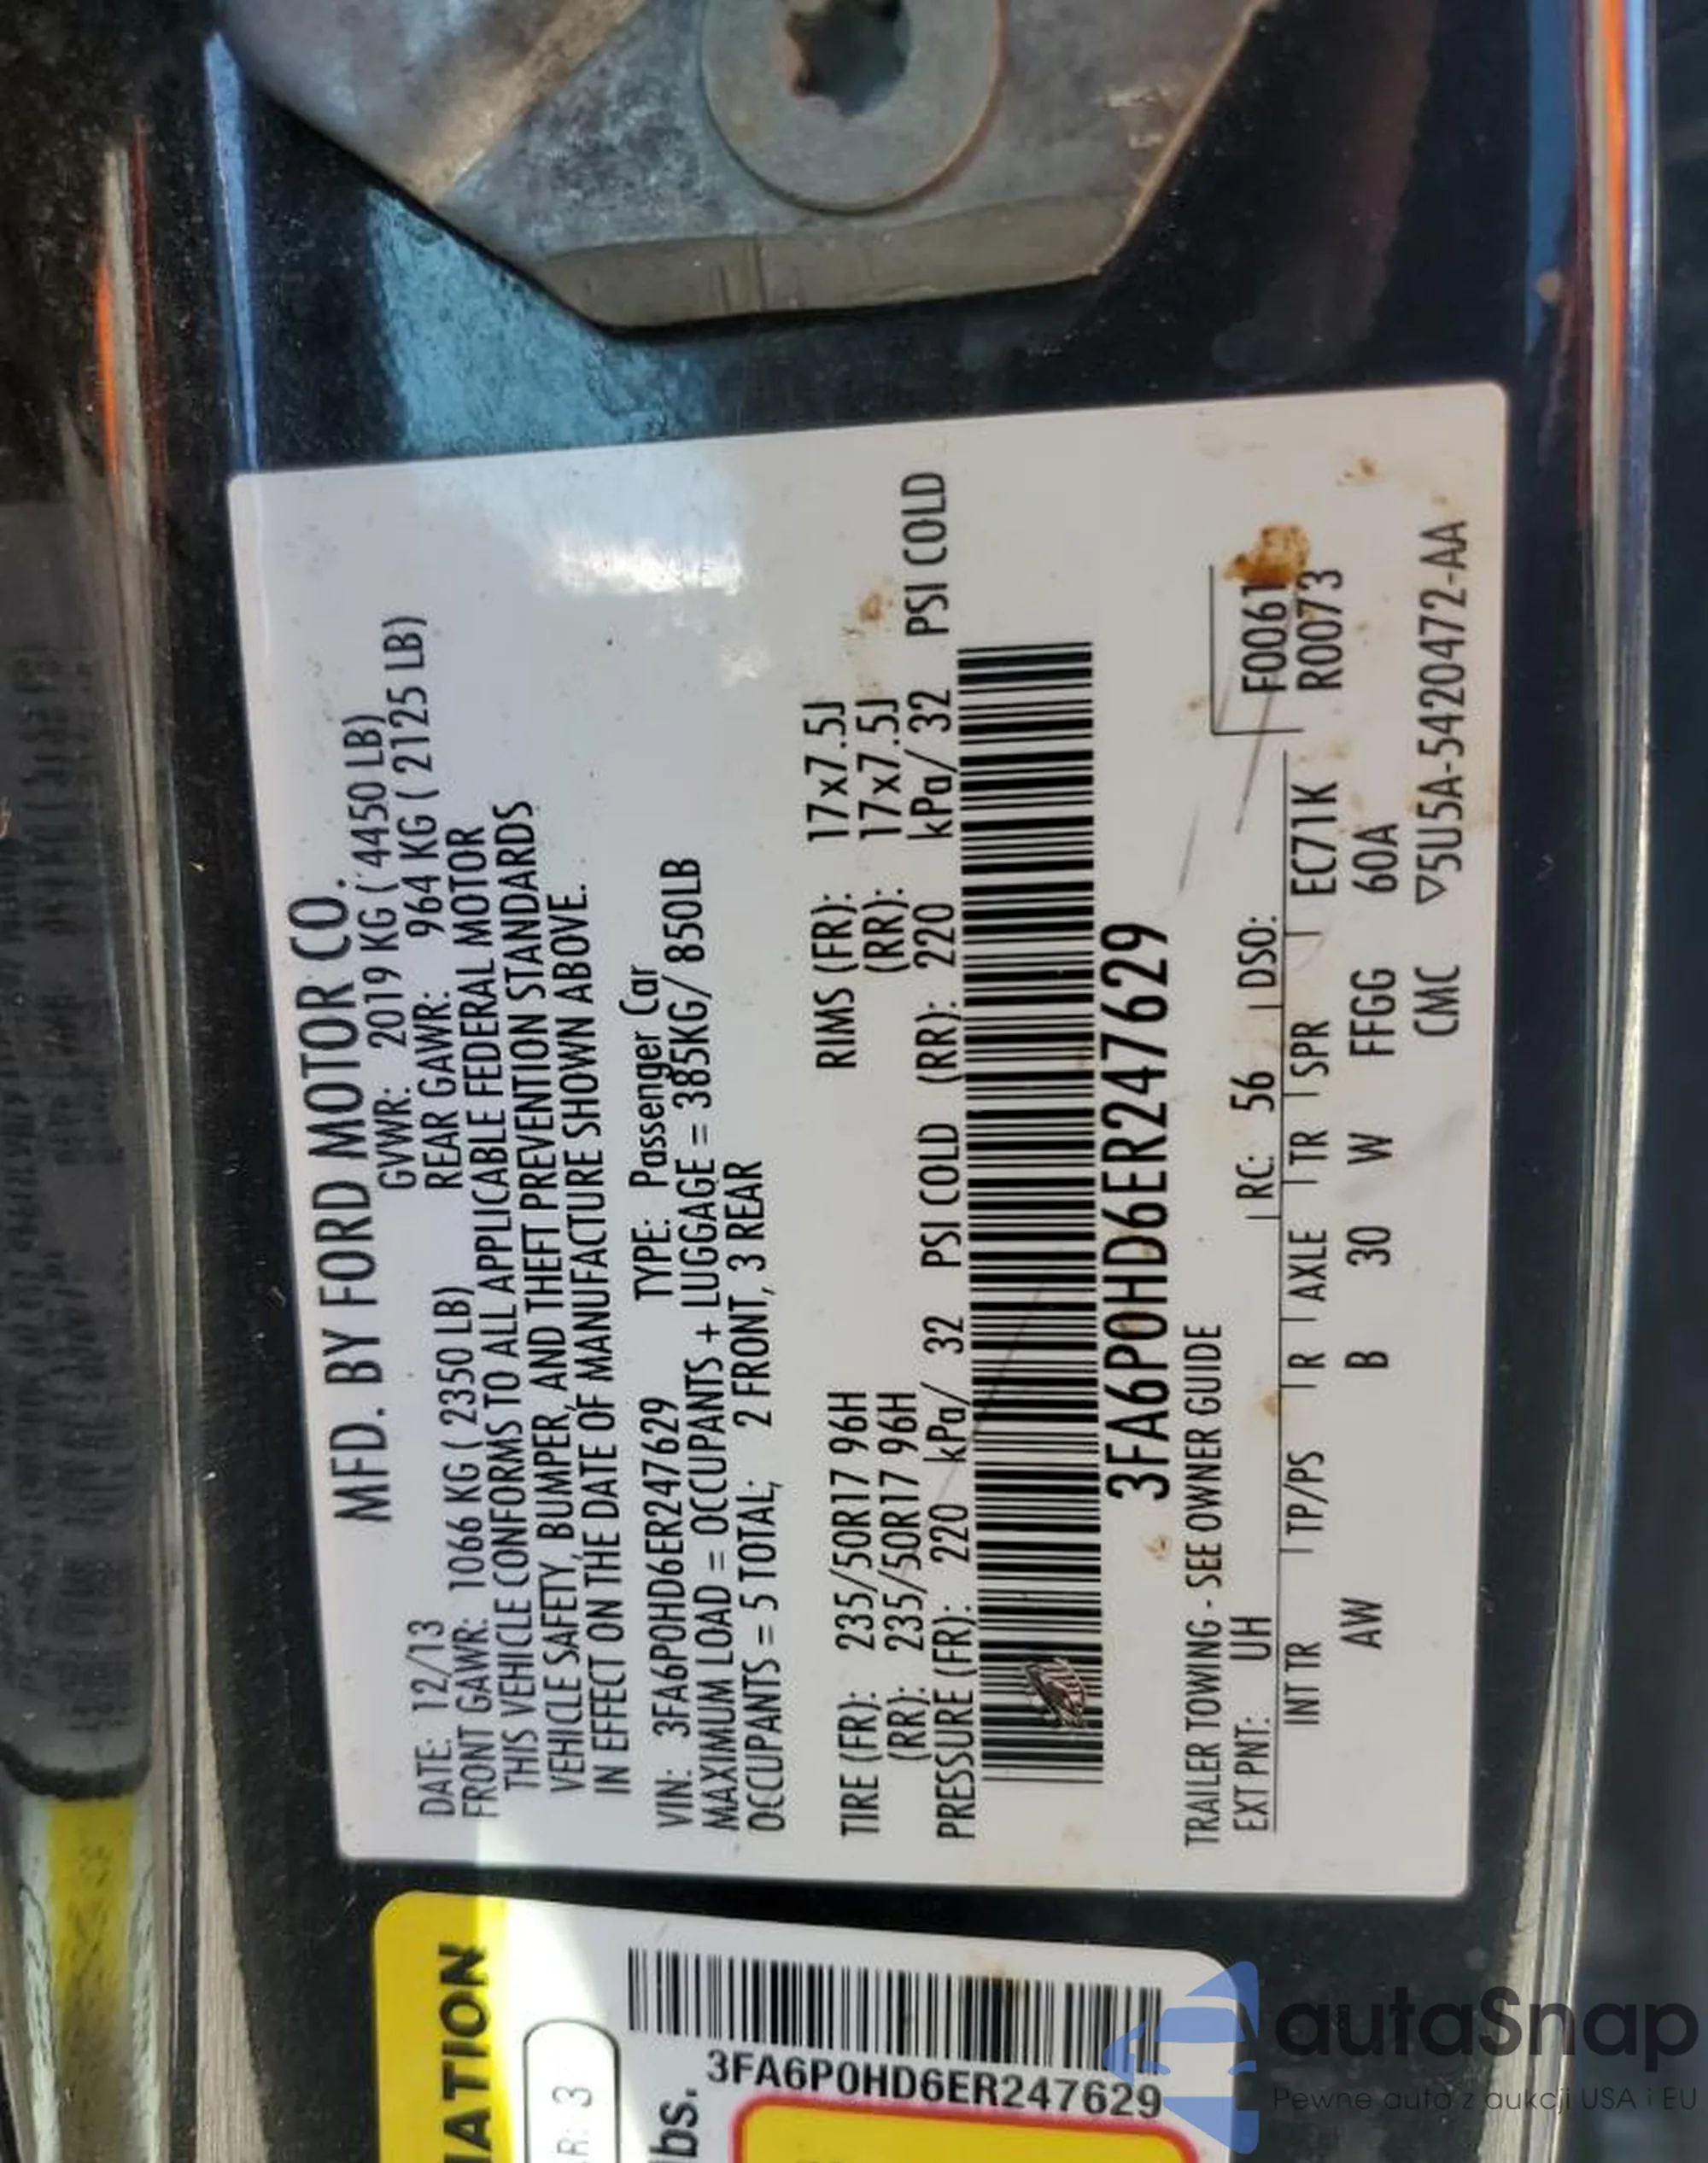 MFD. BY FORD MOTOR CO.
DATE: 12/13 GVWR: 2019 KG ( 4450 LB)
FRONT GAWR: 1066 KG ( 2350 LB) REAR GAWR: 964 KG ( 2125 LB)
THIS VEHICLE CONFORMS TO ALL APPLICABLE FEDERAL MOTOR
VEHICLE SAFETY, BUMPER, AND THEFT PREVENTION STANDARDS
IN EFFECT ON THE DATE OF MANUFACTURE SHOWN ABOVE.
VIN: 3FA6P0HD6ER247629 TYPE: Passenger Car
MAXIMUM LOAD = OCCUPANTS + LUGGAGE = 385KG/ 850LB
OCCUPANTS = 5 TOTAL; 2 FRONT, 3 REAR
TIRE (FR): 235/50R17 96H RIMS (FR): 17x7.5J
(RR): 235/50R17 96H (RR): 17x7.5J
PRESSURE (FR): 220 kPa/ 32 PSI COLD (RR): 220 kPa/ 32 PSI COLD
3FA6P0HD6ER247629
TRAILER TOWING - SEE OWNER GUIDE
EXT PNT: UH RC: 56 DSO: F0061
INT TR TP/PS R AXLE TR SPR EC71K R0073
AW B 30 W FFGG 60A
CMC ▽5U5A-5420472-AA
3FA6P0HD6ER247629
autaSnap
Pewne auto z aukcji USA i EU